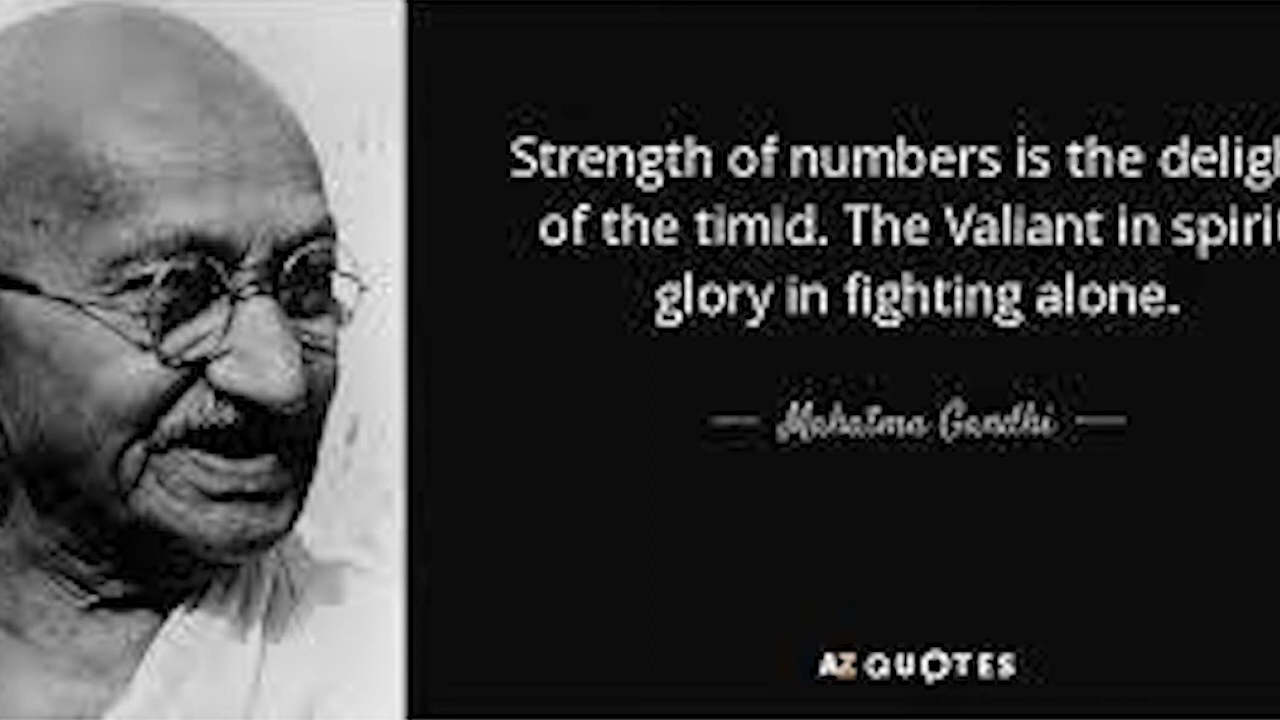 Strength of numbers is the deligh
of the timid. The Valiant in spiri
glory in fighting alone.
— Mahatma Gandhi —
AZ QUOTES